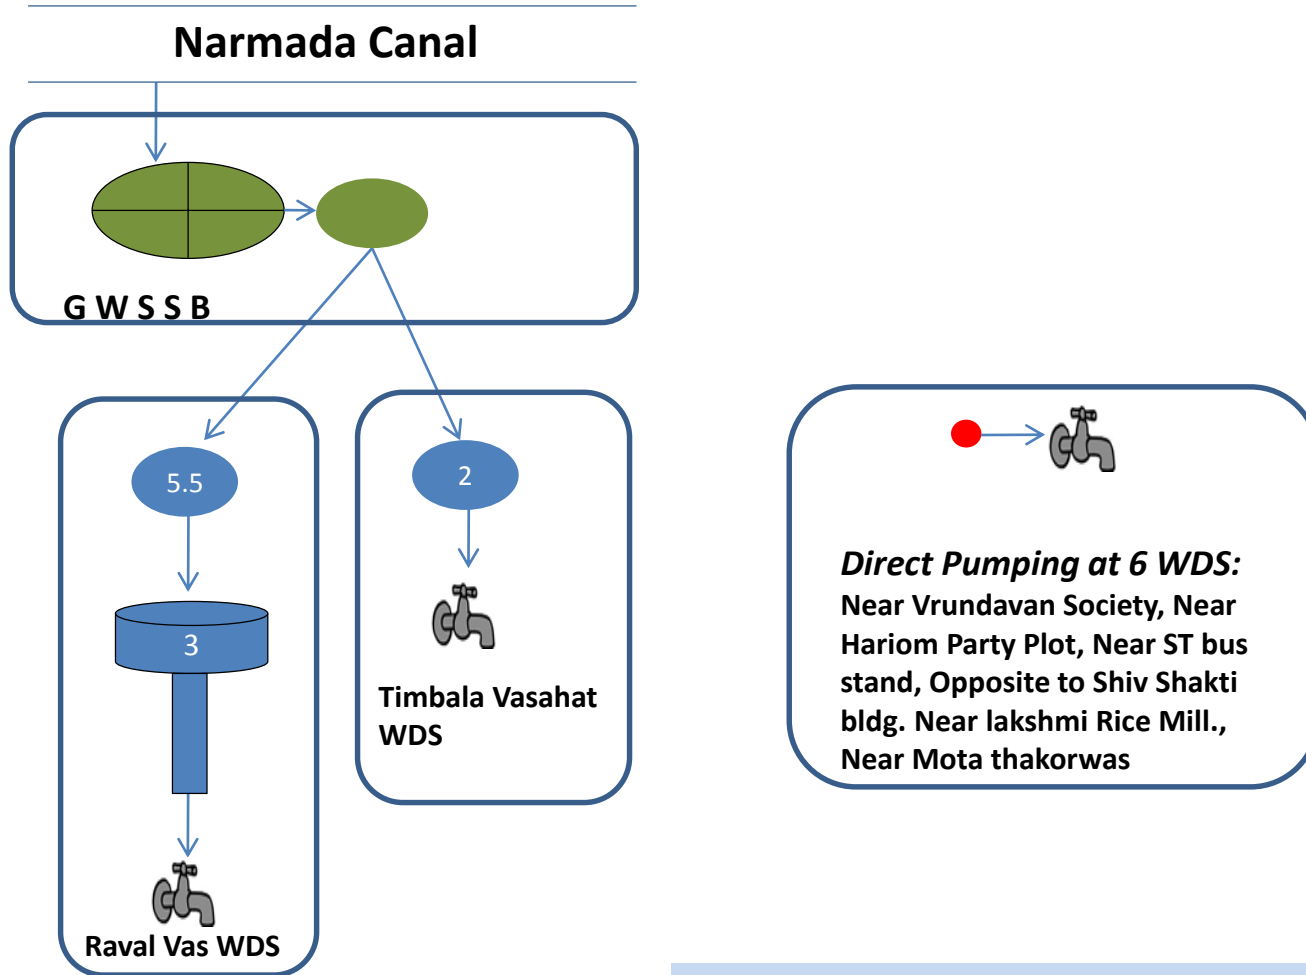 Narmada Canal
G W S S B
5.5
2
3
Timbala Vasahat
WDS
Raval Vas WDS
Direct Pumping at 6 WDS:
Near Vrundavan Society, Near
Hariom Party Plot, Near ST bus
stand, Opposite to Shiv Shakti
bldg. Near lakshmi Rice Mill.,
Near Mota thakorwas